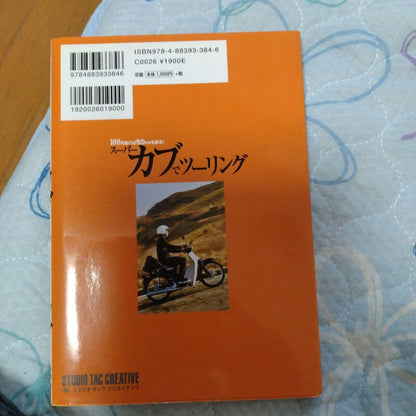 ISBN978-4-88393-384-6
C0026 ¥1900E
定価 本体 1,900円 +税
9784883933846
1920026019000
スーパーカブでツーリング
STUDIO TAC CREATIVE
(株)スタジオ タック クリエイティブ